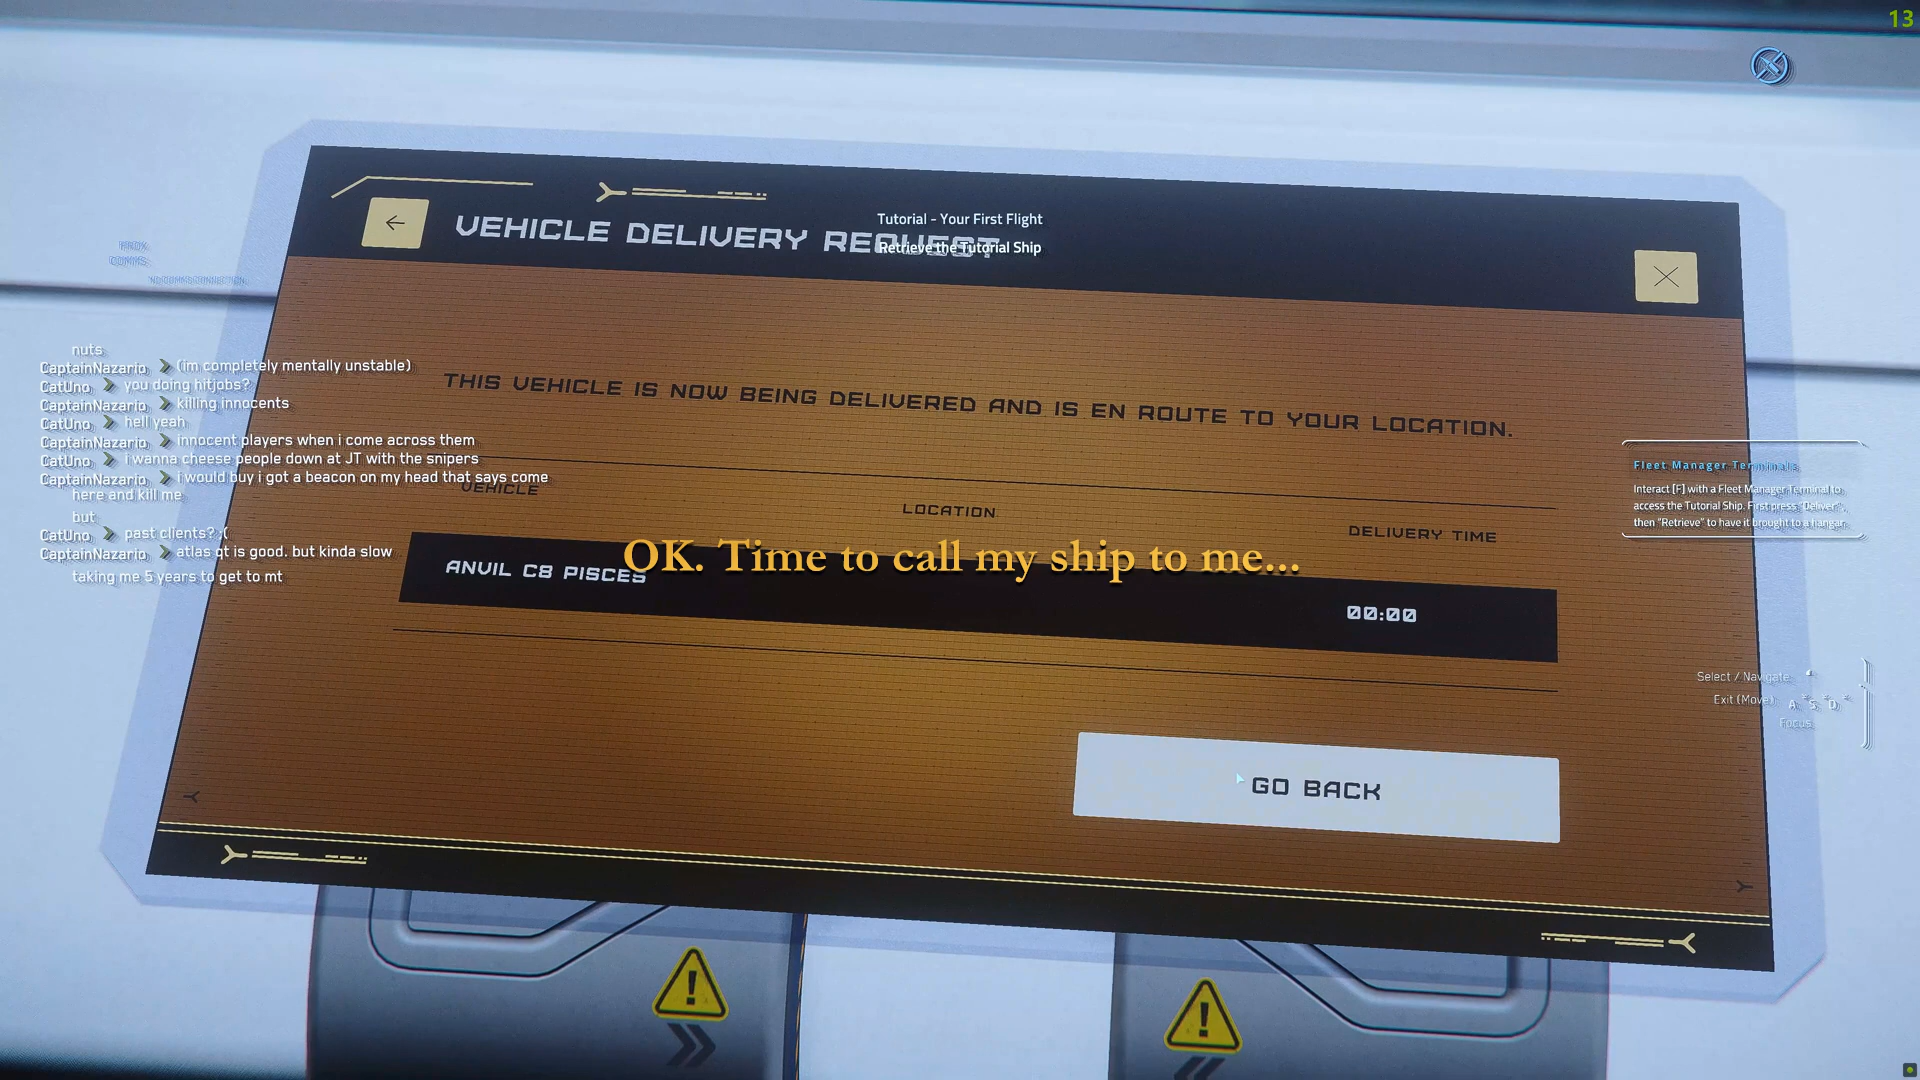 13
Tutorial - Your First Flight
VEHICLE DELIVERY REQUEST
Retrieve the Tutorial Ship
THIS VEHICLE IS NOW BEING DELIVERED AND IS EN ROUTE TO YOUR LOCATION.
VEHICLE
LOCATION
DELIVERY TIME
ANVIL C8 PISCES
00:00
OK. Time to call my ship to me...
GO BACK
COMMS
nuts
CaptainNazario (im completely mentally unstable)
CatUno you doing hitjobs?
CaptainNazario killing innocents
CatUno hell yeah
CaptainNazario innocent players when i come across them
CatUno i wanna cheese people down at JT with the snipers
CaptainNazario i would buy i got a beacon on my head that says come
here and kill me
but
CatUno past clients? ;(
CaptainNazario atlas qt is good. but kinda slow
taking me 5 years to get to mt
Fleet Manager Terminals
Interact [F] with a Fleet Manager Terminal to
access the Tutorial Ship. First press "Deliver",
then "Retrieve" to have it brought to a hangar.
Select / Navigate:
Exit (Move): A, S, D,
Focus: